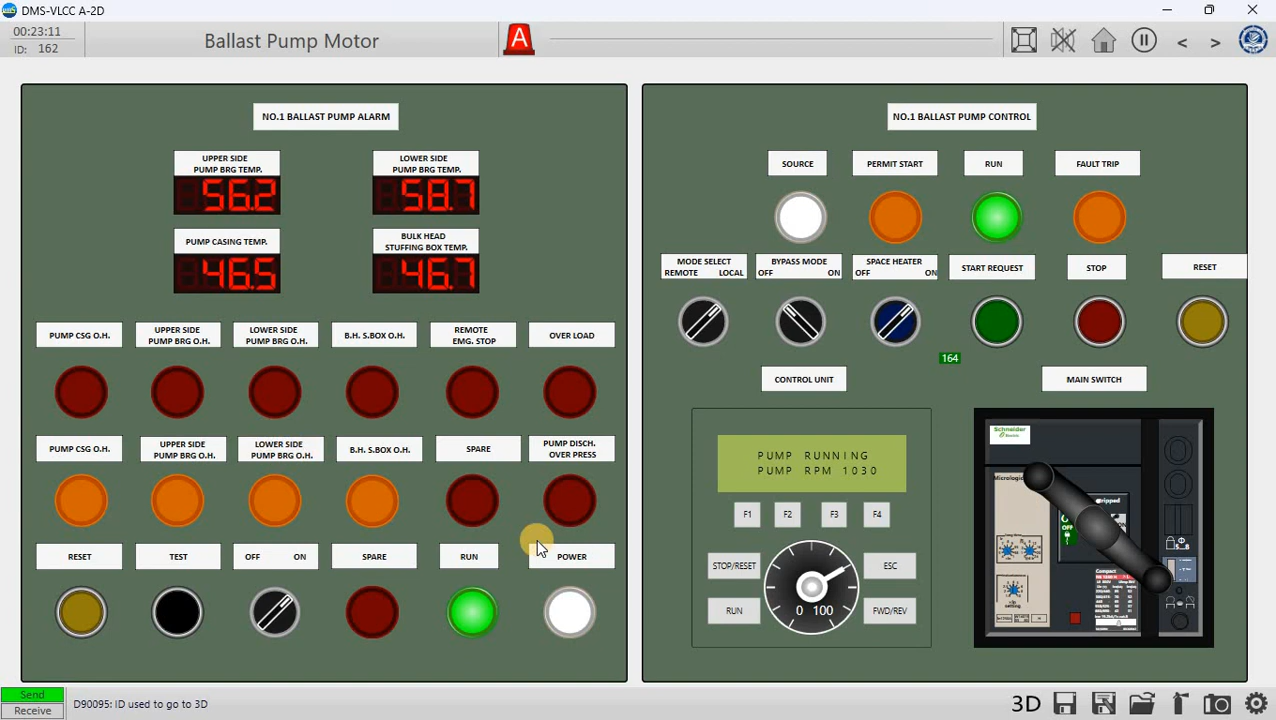 DMS-VLCC A-2D
00:23:11
ID: 162
Ballast Pump Motor
A
NO.1 BALLAST PUMP ALARM
UPPER SIDE
PUMP BRG TEMP.
56.2
LOWER SIDE
PUMP BRG TEMP.
58.7
PUMP CASING TEMP.
46.5
BULK HEAD
STUFFING BOX TEMP.
46.7
PUMP CSG O.H.
UPPER SIDE
PUMP BRG O.H.
LOWER SIDE
PUMP BRG O.H.
B.H. S.BOX O.H.
REMOTE
EMG. STOP
OVER LOAD
PUMP CSG O.H.
UPPER SIDE
PUMP BRG O.H.
LOWER SIDE
PUMP BRG O.H.
B.H. S.BOX O.H.
SPARE
PUMP DISCH.
OVER PRESS
RESET
TEST
OFF ON
SPARE
RUN
POWER
NO.1 BALLAST PUMP CONTROL
SOURCE
PERMIT START
RUN
FAULT TRIP
MODE SELECT
REMOTE LOCAL
BYPASS MODE
OFF ON
SPACE HEATER
OFF ON
START REQUEST
STOP
RESET
164
CONTROL UNIT
MAIN SWITCH
PUMP RUNNING
PUMP RPM 1030
F1 F2 F3 F4
STOP/RESET
ESC
RUN
FWD/REV
0 100
Schneider
Micrologic
Send
Receive
D90095: ID used to go to 3D
3D